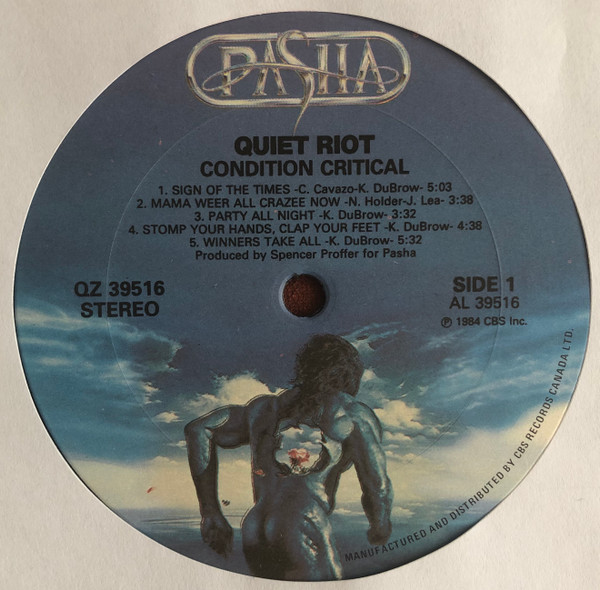 PASHA
QUIET RIOT
CONDITION CRITICAL
1. SIGN OF THE TIMES -C. Cavazo-K. DuBrow- 5:03
2. MAMA WEER ALL CRAZEE NOW -N. Holder-J. Lea- 3:38
3. PARTY ALL NIGHT -K. DuBrow- 3:32
4. STOMP YOUR HANDS, CLAP YOUR FEET -K. DuBrow- 4:38
5. WINNERS TAKE ALL -K. DuBrow- 5:32
Produced by Spencer Proffer for Pasha
QZ 39516
STEREO
SIDE 1
AL 39516
℗ 1984 CBS Inc.
MANUFACTURED AND DISTRIBUTED BY CBS RECORDS CANADA LTD.